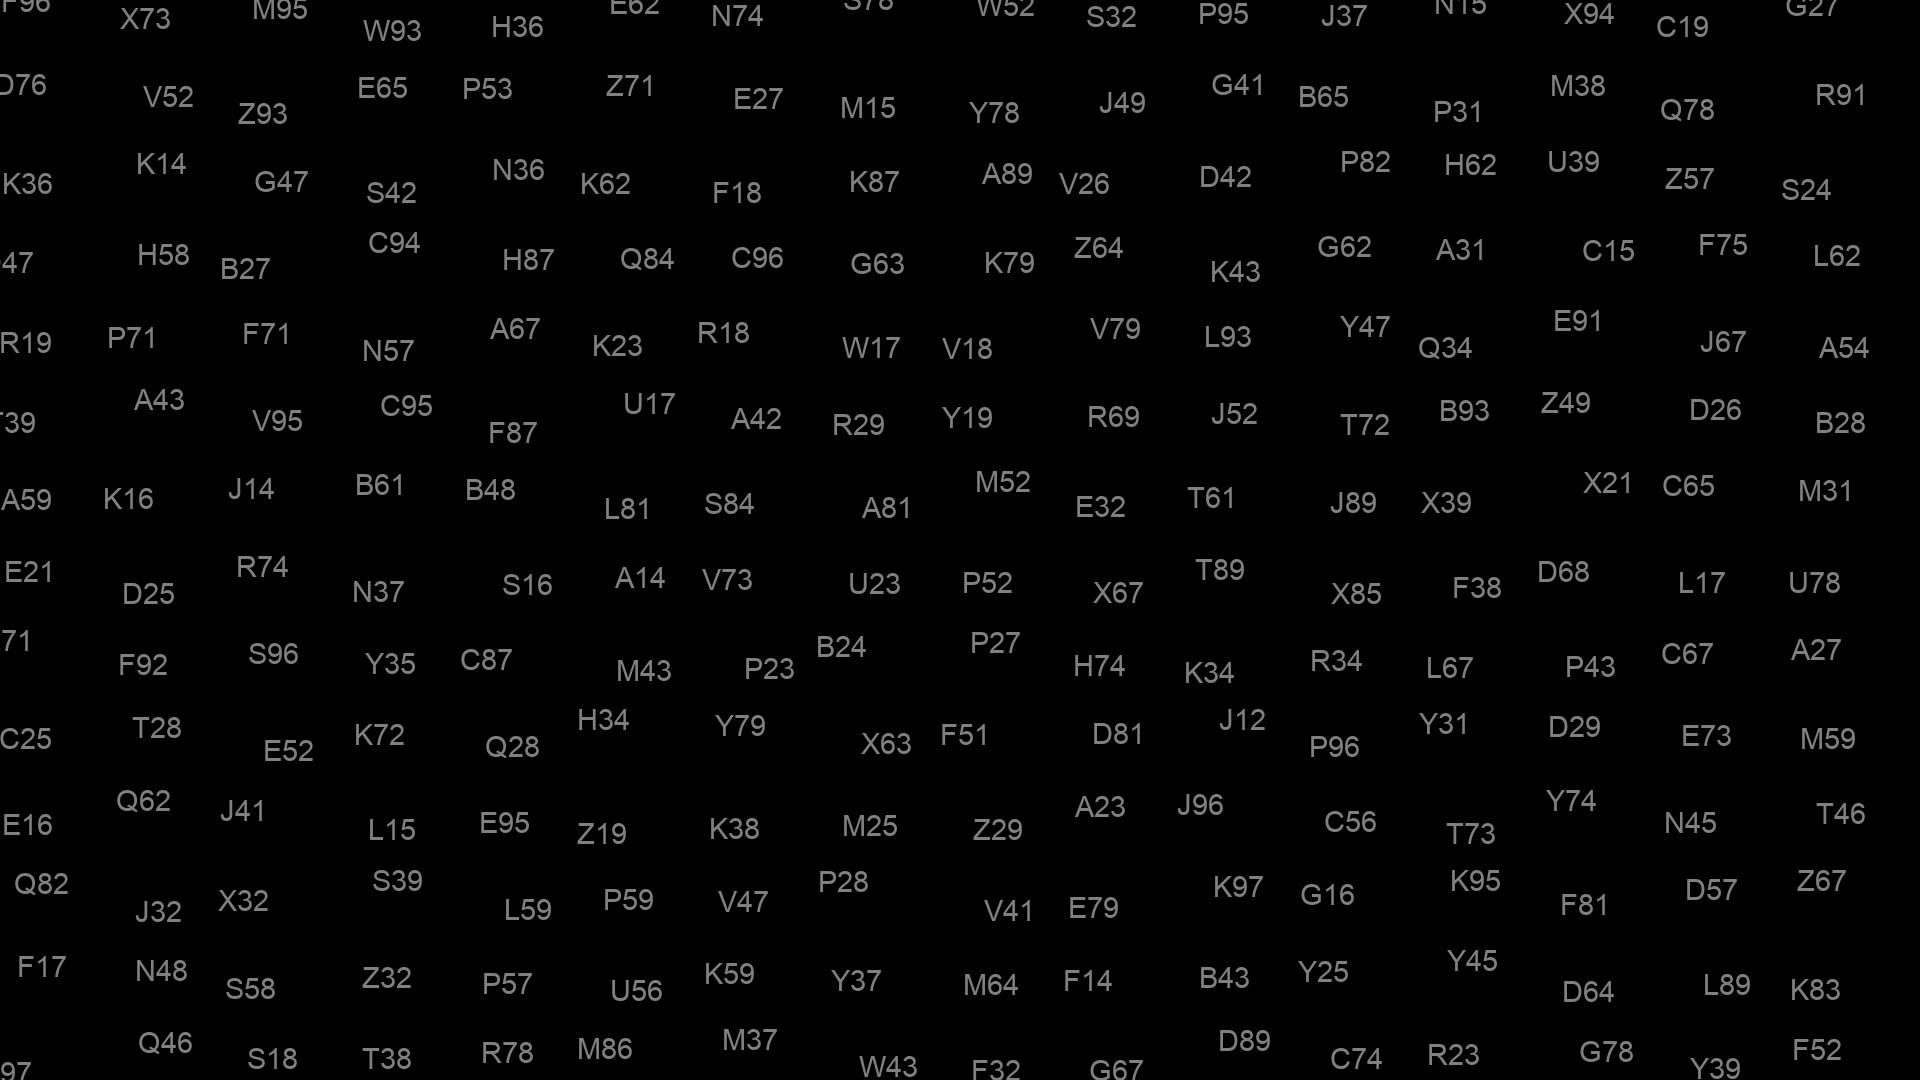 F96 X73 M95 W93 H36 E62 N74 S78 W52 S32 P95 J37 N15 X94 C19 G27
D76 V52 Z93 E65 P53 Z71 E27 M15 Y78 J49 G41 B65 P31 M38 Q78 R91
K36 K14 G47 S42 N36 K62 F18 K87 A89 V26 D42 P82 H62 U39 Z57 S24
47 H58 B27 C94 H87 Q84 C96 G63 K79 Z64 K43 G62 A31 C15 F75 L62
R19 P71 F71 N57 A67 K23 R18 W17 V18 V79 L93 Y47 Q34 E91 J67 A54
T39 A43 V95 C95 F87 U17 A42 R29 Y19 R69 J52 T72 B93 Z49 D26 B28
A59 K16 J14 B61 B48 L81 S84 A81 M52 E32 T61 J89 X39 X21 C65 M31
E21 D25 R74 N37 S16 A14 V73 U23 P52 X67 T89 X85 F38 D68 L17 U78
71 F92 S96 Y35 C87 M43 P23 B24 P27 H74 K34 R34 L67 P43 C67 A27
C25 T28 E52 K72 Q28 H34 Y79 X63 F51 D81 J12 P96 Y31 D29 E73 M59
E16 Q62 J41 L15 E95 Z19 K38 M25 Z29 A23 J96 C56 T73 Y74 N45 T46
Q82 J32 X32 S39 L59 P59 V47 P28 V41 E79 K97 G16 K95 F81 D57 Z67
F17 N48 S58 Z32 P57 U56 K59 Y37 M64 F14 B43 Y25 Y45 D64 L89 K83
97 Q46 S18 T38 R78 M86 M37 W43 F32 G67 D89 C74 R23 G78 Y39 F52